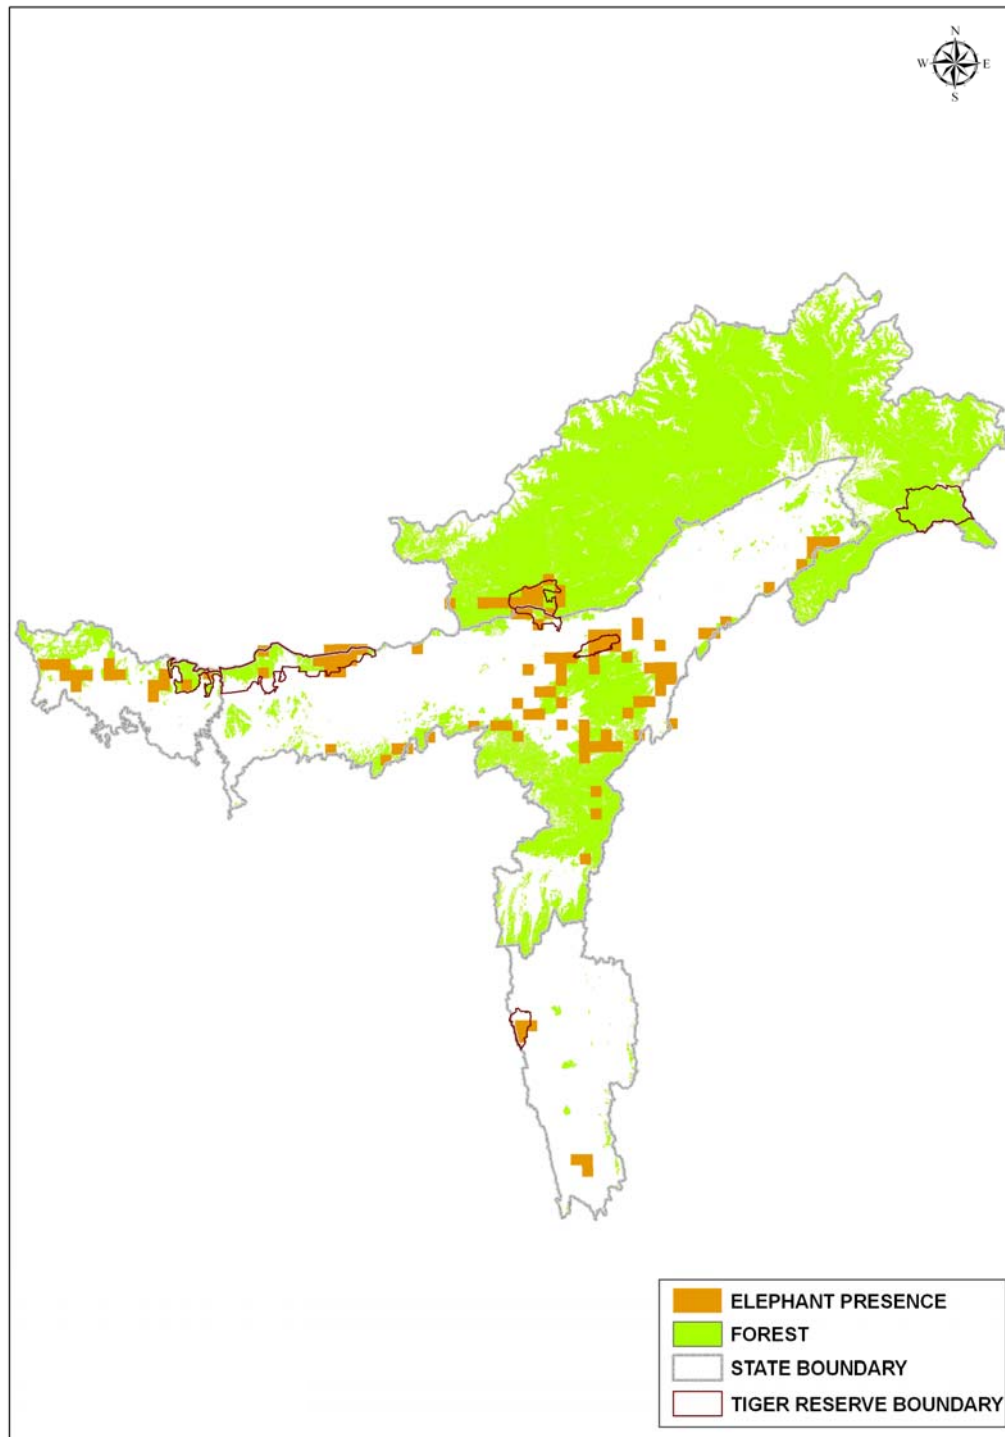 N
W E
S
ELEPHANT PRESENCE
FOREST
STATE BOUNDARY
TIGER RESERVE BOUNDARY